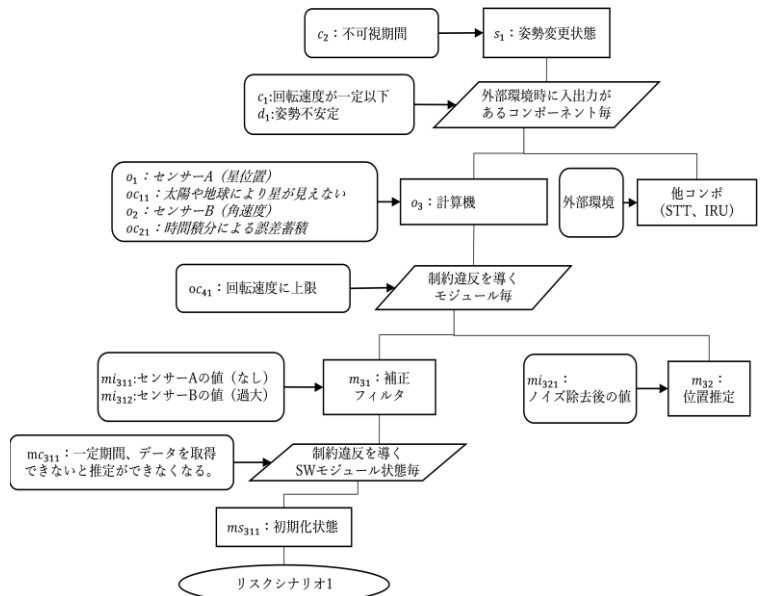 c₂：不可視期間
s₁：姿勢変更状態
c₁:回転速度が一定以下
d₁:姿勢不安定
外部環境時に入出力が
あるコンポーネント毎
o₁：センサーA（星位置）
oc₁₁：太陽や地球により星が見えない
o₂：センサーB（角速度）
oc₂₁：時間積分による誤差蓄積
o₃：計算機
外部環境
他コンポ
（STT、IRU）
oc₄₁：回転速度に上限
制約違反を導く
モジュール毎
mi₃₁₁:センサーAの値（なし）
mi₃₁₂:センサーBの値（過大）
m₃₁：補正
フィルタ
mi₃₂₁：
ノイズ除去後の値
m₃₂：
位置推定
mc₃₁₁：一定期間、データを取得
できないと推定ができなくなる。
制約違反を導く
SWモジュール状態毎
ms₃₁₁：初期化状態
リスクシナリオ1